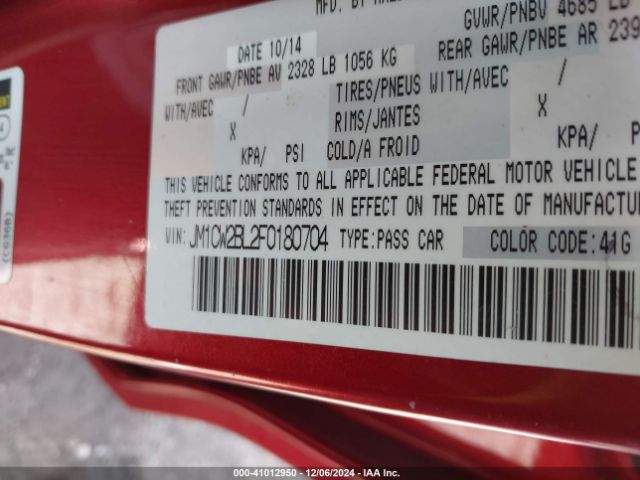 GVWR/PNBV 4685 LB
DATE 10/14
FRONT GAWR/PNBE AV 2328 LB 1056 KG
REAR GAWR/PNBE AR 239
WITH/AVEC /
TIRES/PNEUS WITH/AVEC /
X
RIMS/JANTES X
KPA/ PSI COLD/A FROID KPA/
THIS VEHICLE CONFORMS TO ALL APPLICABLE FEDERAL MOTOR VEHICLE
THEFT PREVENTION STANDARDS IN EFFECT ON THE DATE OF MANUFACTUR
VIN: JM1CW2BL2F0180704 TYPE:PASS CAR COLOR CODE:41G
(CG36B)
000-41012950 - 12/06/2024 - IAA Inc.